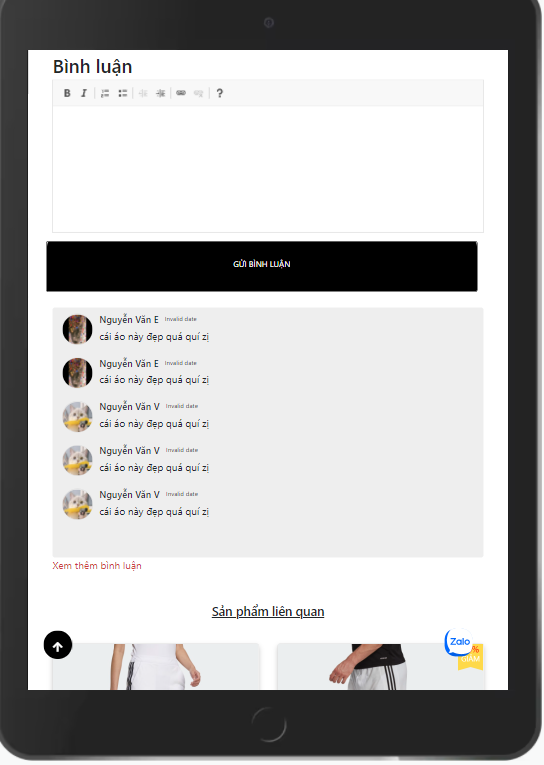 Bình luận
B I ?
GỬI BÌNH LUẬN
Nguyễn Văn E Invalid date
cái áo này đẹp quá quí zị
Nguyễn Văn E Invalid date
cái áo này đẹp quá quí zị
Nguyễn Văn V Invalid date
cái áo này đẹp quá quí zị
Nguyễn Văn V Invalid date
cái áo này đẹp quá quí zị
Nguyễn Văn V Invalid date
cái áo này đẹp quá quí zị
Xem thêm bình luận
Sản phẩm liên quan
Zalo
%
GIẢM